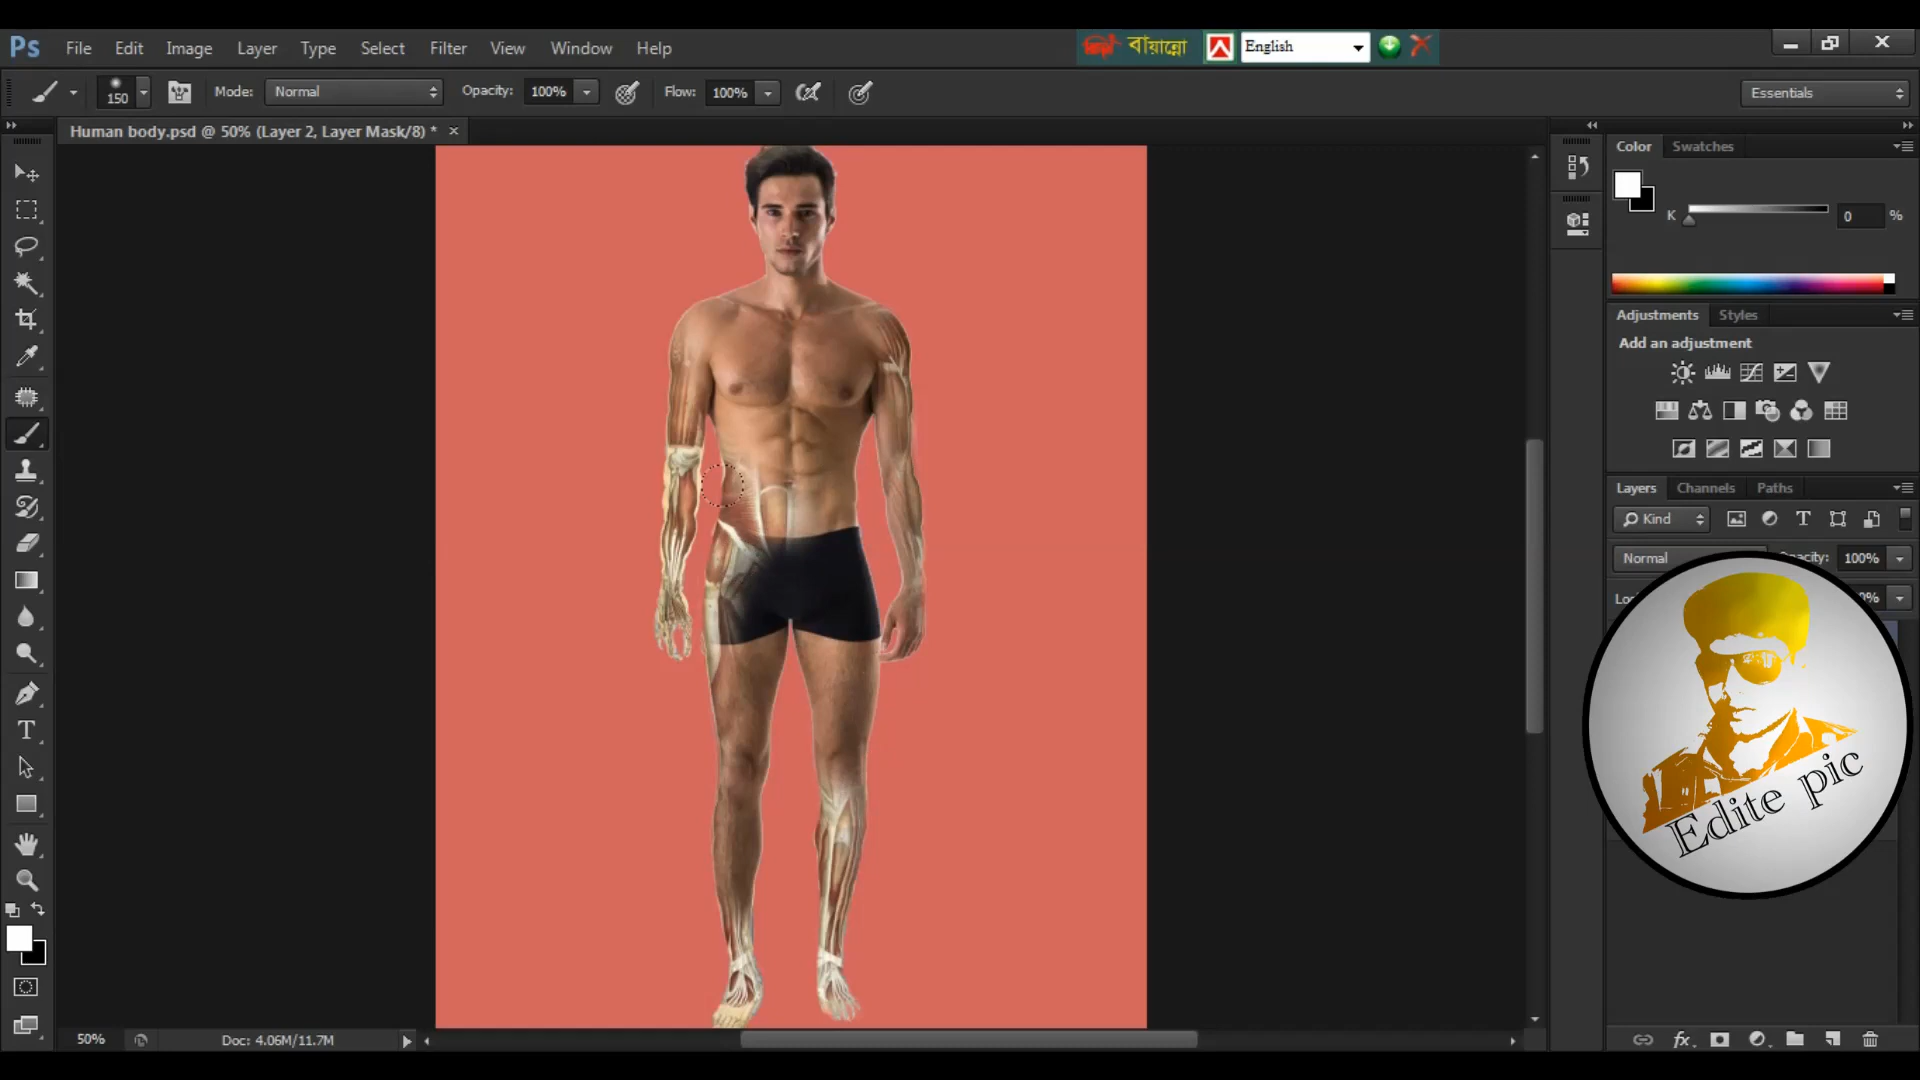 Ps File Edit Image Layer Type Select Filter View Window Help
বায়ান্নো English
150 Mode: Normal Opacity: 100% Flow: 100% Essentials
Human body.psd @ 50% (Layer 2, Layer Mask/8) *
Color Swatches
K 0 %
Adjustments Styles
Add an adjustment
Layers Channels Paths
Kind
Normal Opacity: 100%
Edite pic
50% Doc: 4.06M/11.7M